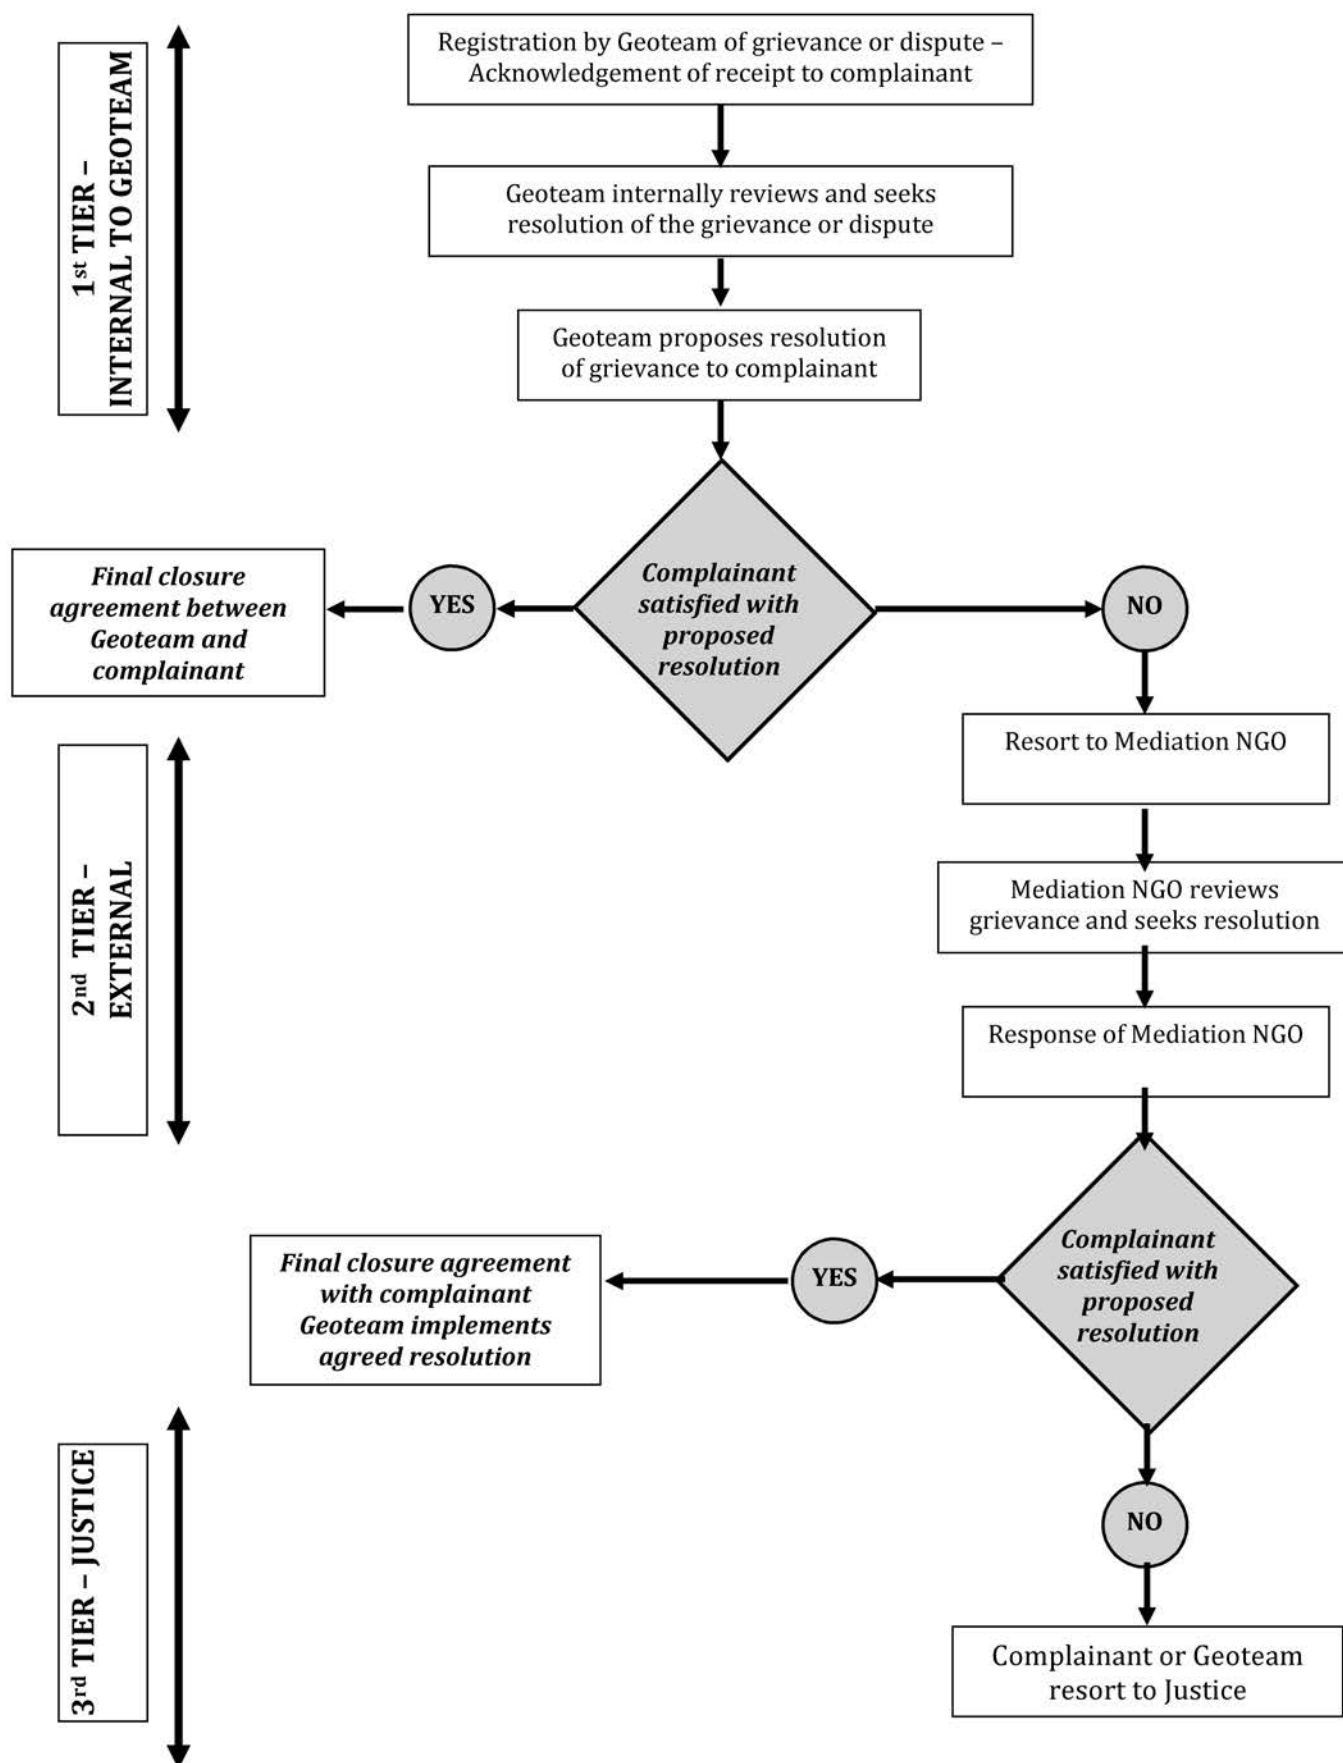 1st TIER –
INTERNAL TO GEOTEAM
Registration by Geoteam of grievance or dispute –
Acknowledgement of receipt to complainant
Geoteam internally reviews and seeks
resolution of the grievance or dispute
Geoteam proposes resolution
of grievance to complainant
Complainant
satisfied with
proposed
resolution
YES
Final closure
agreement between
Geoteam and
complainant
NO
2nd TIER –
EXTERNAL
Resort to Mediation NGO
Mediation NGO reviews
grievance and seeks resolution
Response of Mediation NGO
Complainant
satisfied with
proposed
resolution
YES
Final closure agreement
with complainant
Geoteam implements
agreed resolution
3rd TIER – JUSTICE
NO
Complainant or Geoteam
resort to Justice